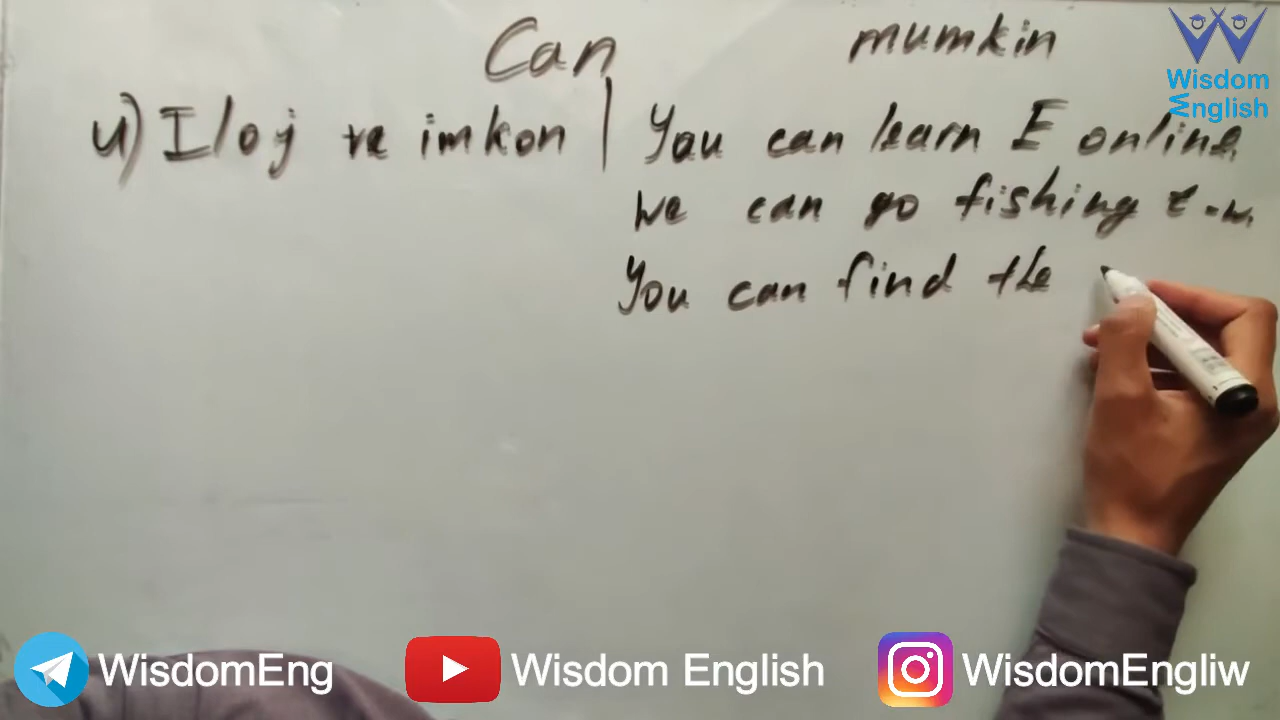 Can mumkin
4) Iloj va imkon | You can learn E online.
We can go fishing t.w.
You can find the
Wisdom
English
WisdomEng
Wisdom English
WisdomEngliw